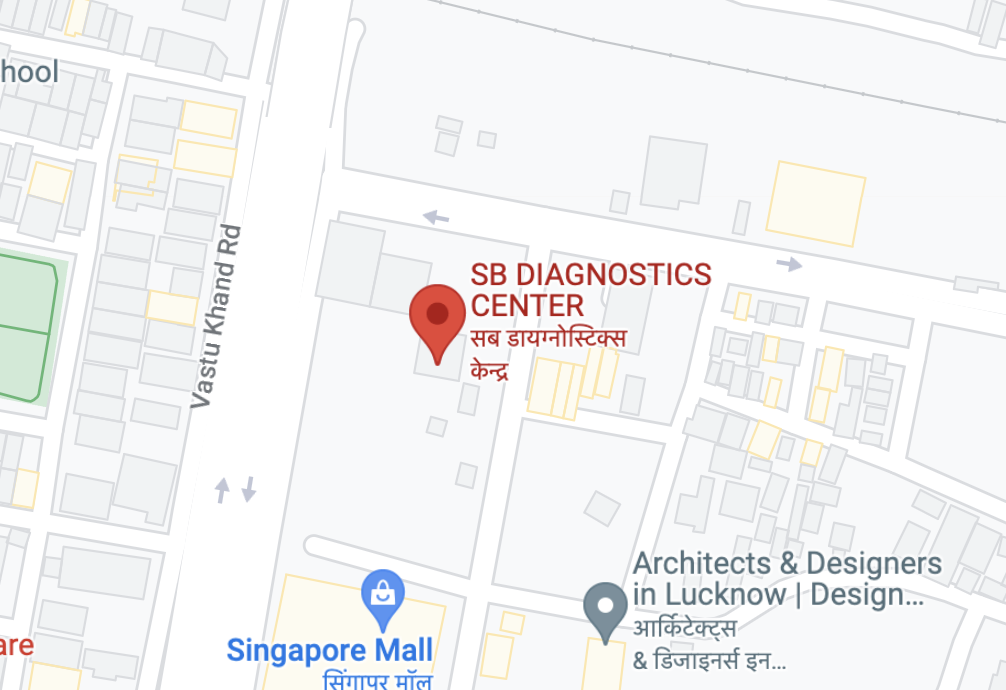 hool
SB DIAGNOSTICS
CENTER
सब डायग्नोस्टिक्स
केन्द्र
Vastu Khand Rd
Architects & Designers
in Lucknow | Design...
आर्किटेक्ट्स
& डिजाइनर्स इन...
are
Singapore Mall
सिंगापुर मॉल